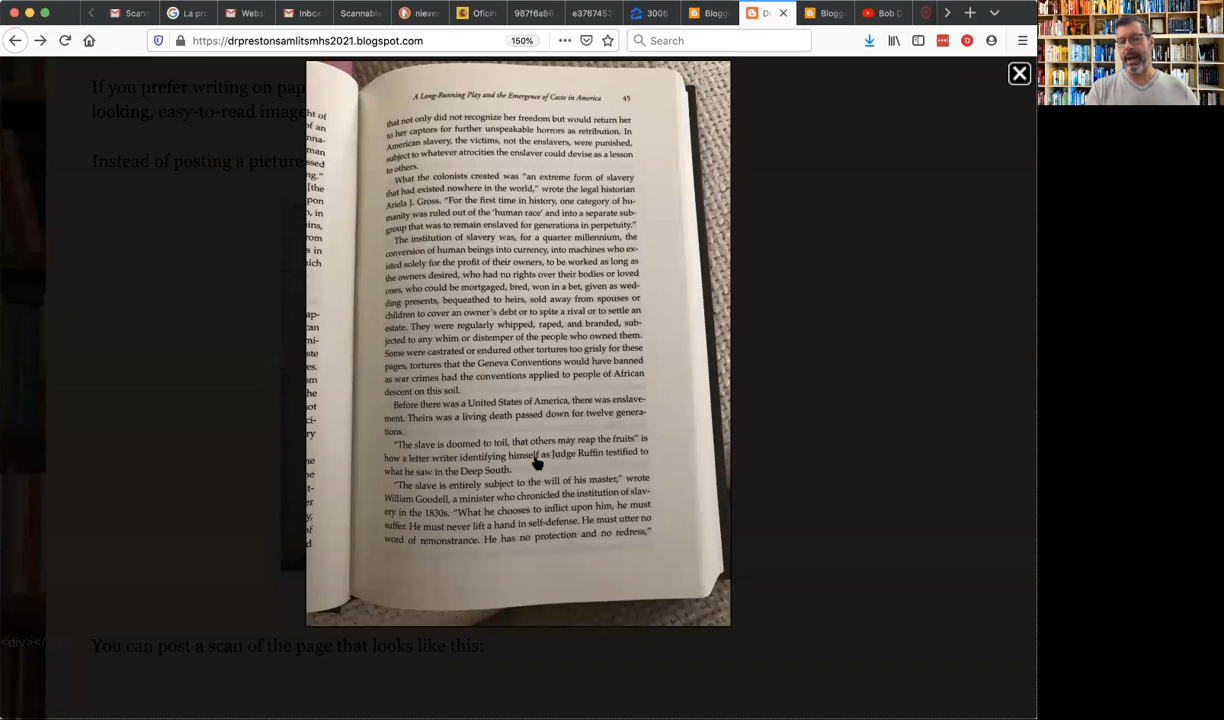 Scann
La pro
Websi
Inbox
Scannable
nieves
Oficin
987f6a86
e3767452
3006
Blogg
D
Blogg
Bob D
https://drprestonsamlitsmhs2021.blogspot.com
150%
Search
If you prefer writing on pap
looking, easy-to-read image
Instead of posting a picture
A Long-Running Play and the Emergence of Caste in America 45
that not only did not recognize her freedom but would return her
to her captors for further unspeakable horrors as retribution. In
American slavery, the victims, not the enslavers, were punished,
subject to whatever atrocities the enslaver could devise as a lesson
to others.
What the colonists created was "an extreme form of slavery
that had existed nowhere in the world," wrote the legal historian
Ariela J. Gross. "For the first time in history, one category of hu-
manity was ruled out of the 'human race' and into a separate sub-
group that was to remain enslaved for generations in perpetuity."
The institution of slavery was, for a quarter millennium, the
conversion of human beings into currency, into machines who ex-
isted solely for the profit of their owners, to be worked as long as
the owners desired, who had no rights over their bodies or loved
ones, who could be mortgaged, bred, won in a bet, given as wed-
ding presents, bequeathed to heirs, sold away from spouses or
children to cover an owner's debt or to spite a rival or to settle an
estate. They were regularly whipped, raped, and branded, sub-
jected to any whim or distemper of the people who owned them.
Some were castrated or endured other tortures too grisly for these
pages, tortures that the Geneva Conventions would have banned
as war crimes had the conventions applied to people of African
descent on this soil.
Before there was a United States of America, there was enslave-
ment. Theirs was a living death passed down for twelve genera-
tions.
"The slave is doomed to toil, that others may reap the fruits" is
how a letter writer identifying himself as Judge Ruffin testified to
what he saw in the Deep South.
"The slave is entirely subject to the will of his master," wrote
William Goodell, a minister who chronicled the institution of slav-
ery in the 1830s. "What he chooses to inflict upon him, he must
suffer. He must never lift a hand in self-defense. He must utter no
word of remonstrance. He has no protection and no redress,"
<div></
You can post a scan of the page that looks like this: